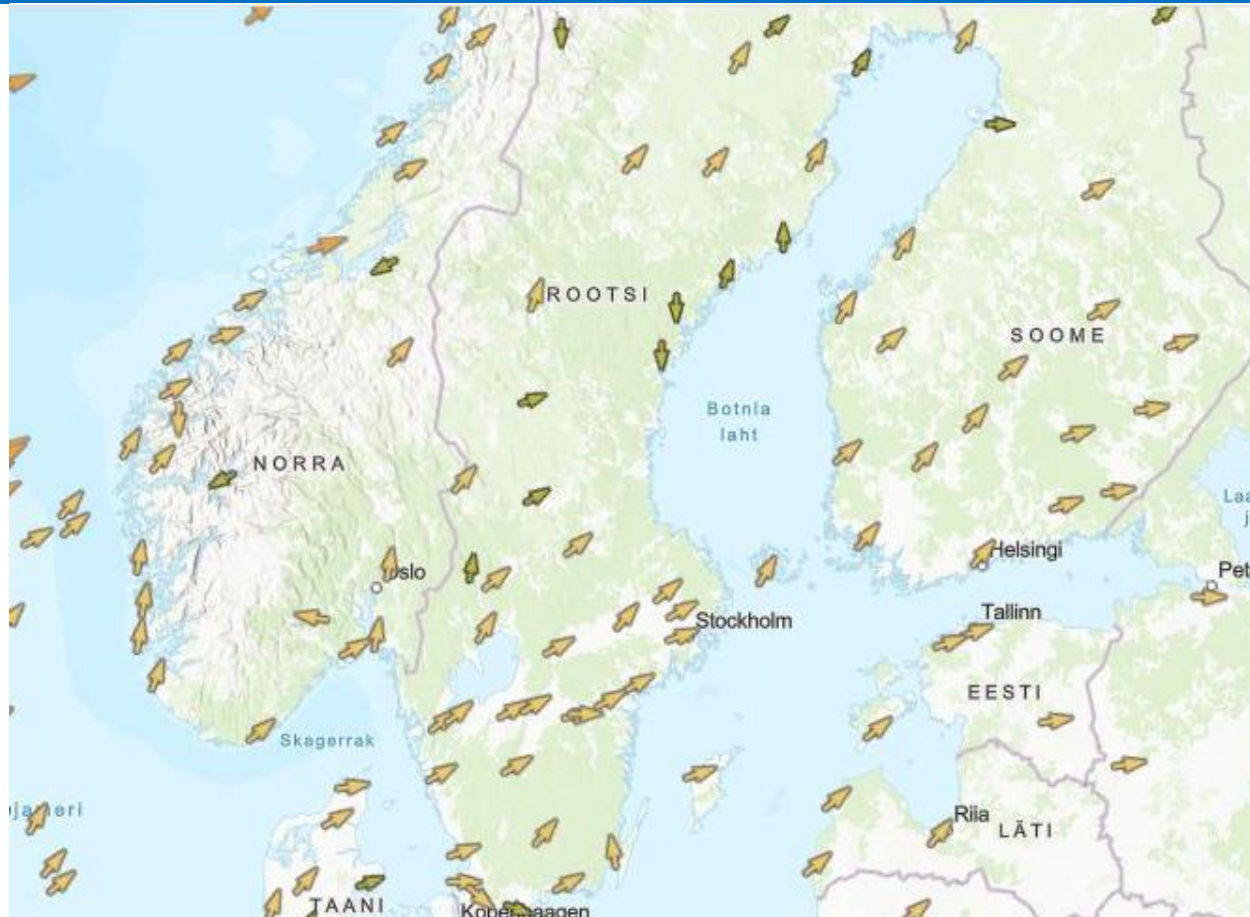 ROOTSI
SOOME
Botnia
laht
NORRA
Helsingi
Oslo
Stockholm
Tallinn
EESTI
Skagerrak
Riia
LÄTI
TAANI